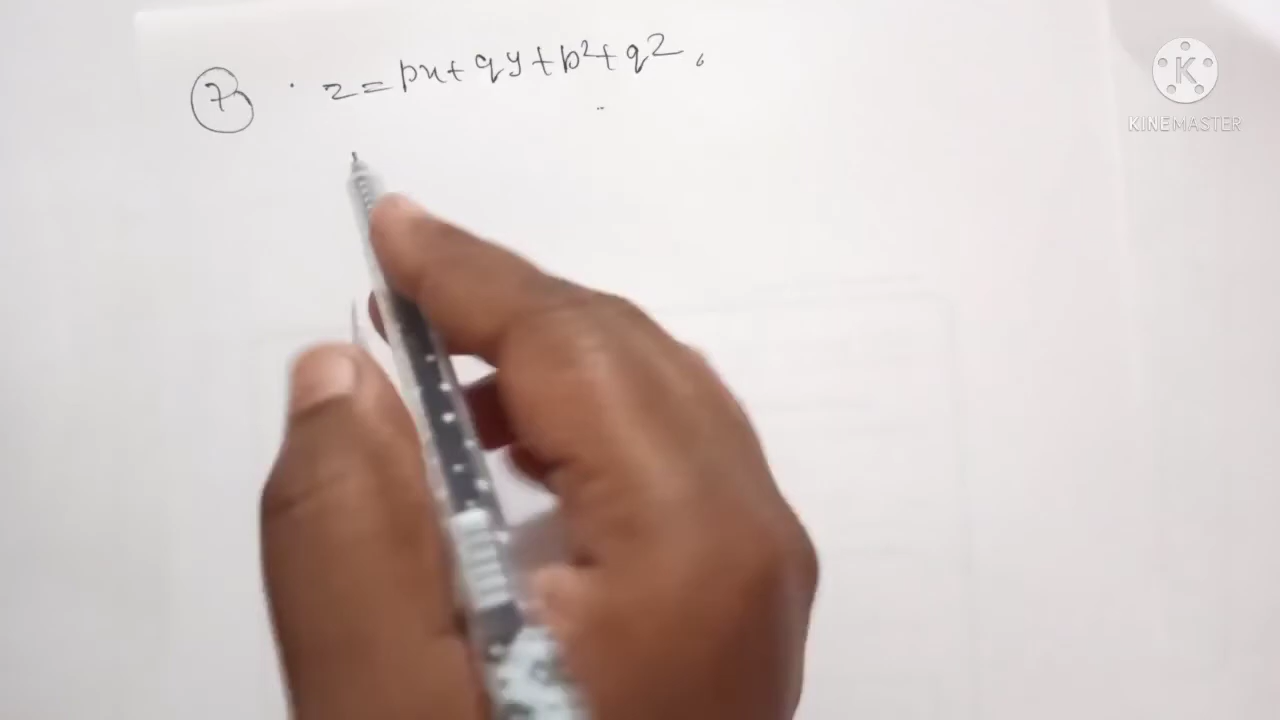 7 z = px + qy + p² + q².
K
KINEMASTER